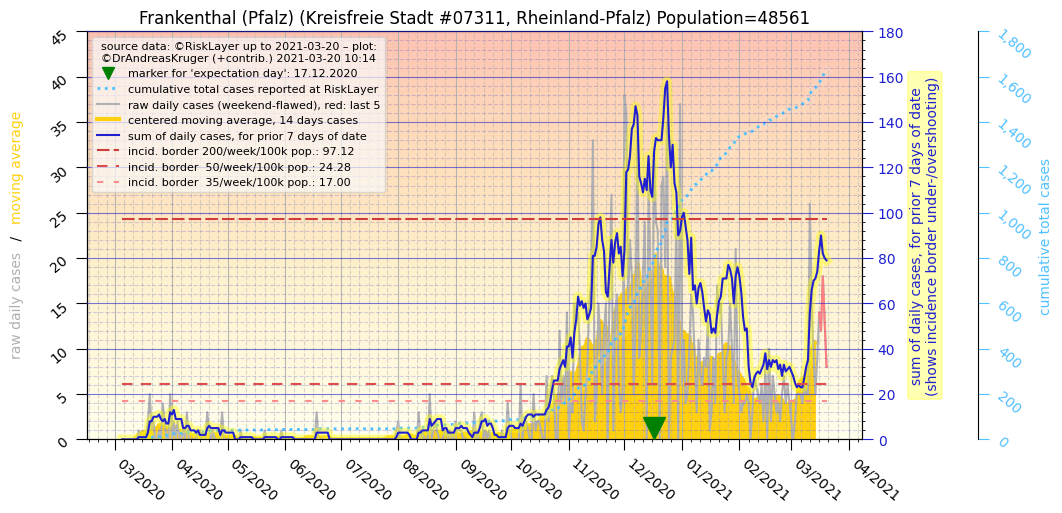 Frankenthal (Pfalz) (Kreisfreie Stadt #07311, Rheinland-Pfalz) Population=48561
source data: ©RiskLayer up to 2021-03-20 – plot:
©DrAndreasKruger (+contrib.) 2021-03-20 10:14
marker for 'expectation day': 17.12.2020
cumulative total cases reported at RiskLayer
raw daily cases (weekend-flawed), red: last 5
centered moving average, 14 days cases
sum of daily cases, for prior 7 days of date
incid. border 200/week/100k pop.: 97.12
incid. border  50/week/100k pop.: 24.28
incid. border  35/week/100k pop.: 17.00
raw daily cases / moving average
45
40
35
30
25
20
15
10
5
0
180
160
140
120
100
80
60
40
20
0
sum of daily cases, for prior 7 days of date
(shows incidence border under-/overshooting)
1,800
1,600
1,400
1,200
1,000
800
600
400
200
0
cumulative total cases
03/2020
04/2020
05/2020
06/2020
07/2020
08/2020
09/2020
10/2020
11/2020
12/2020
01/2021
02/2021
03/2021
04/2021